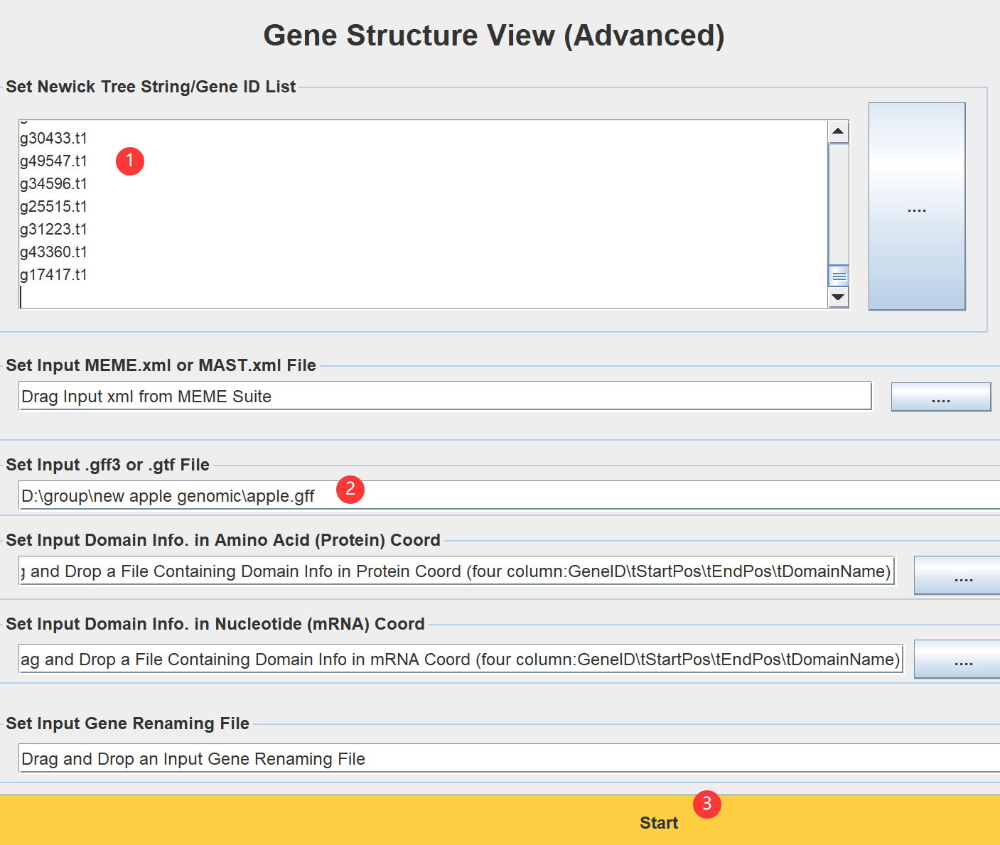 Gene Structure View (Advanced)
Set Newick Tree String/Gene ID List
g30433.t1
g49547.t1
1
g34596.t1
g25515.t1
g31223.t1
g43360.t1
g17417.t1
....
Set Input MEME.xml or MAST.xml File
Drag Input xml from MEME Suite
....
Set Input .gff3 or .gtf File
D:\group\new apple genomic\apple.gff
2
Set Input Domain Info. in Amino Acid (Protein) Coord
and Drop a File Containing Domain Info in Protein Coord (four column:GeneID\tStartPos\tEndPos\tDomainName)
....
Set Input Domain Info. in Nucleotide (mRNA) Coord
ag and Drop a File Containing Domain Info in mRNA Coord (four column:GeneID\tStartPos\tEndPos\tDomainName)
....
Set Input Gene Renaming File
Drag and Drop an Input Gene Renaming File
3
Start